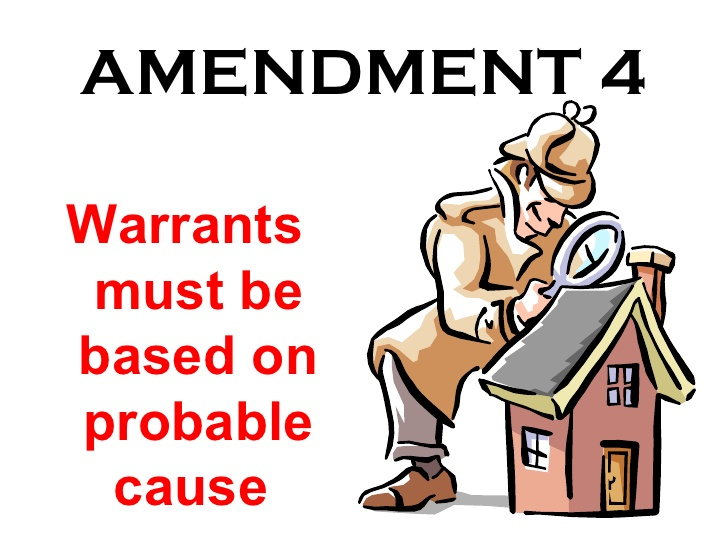 AMENDMENT 4
Warrants
must be
based on
probable
cause